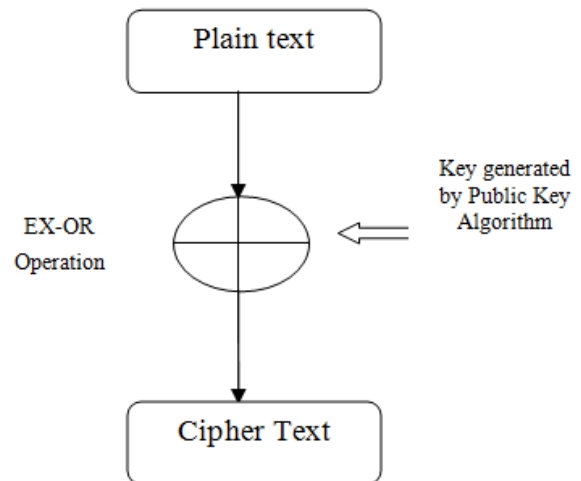 Plain text
Key generated
by Public Key
Algorithm
EX-OR
Operation
Cipher Text